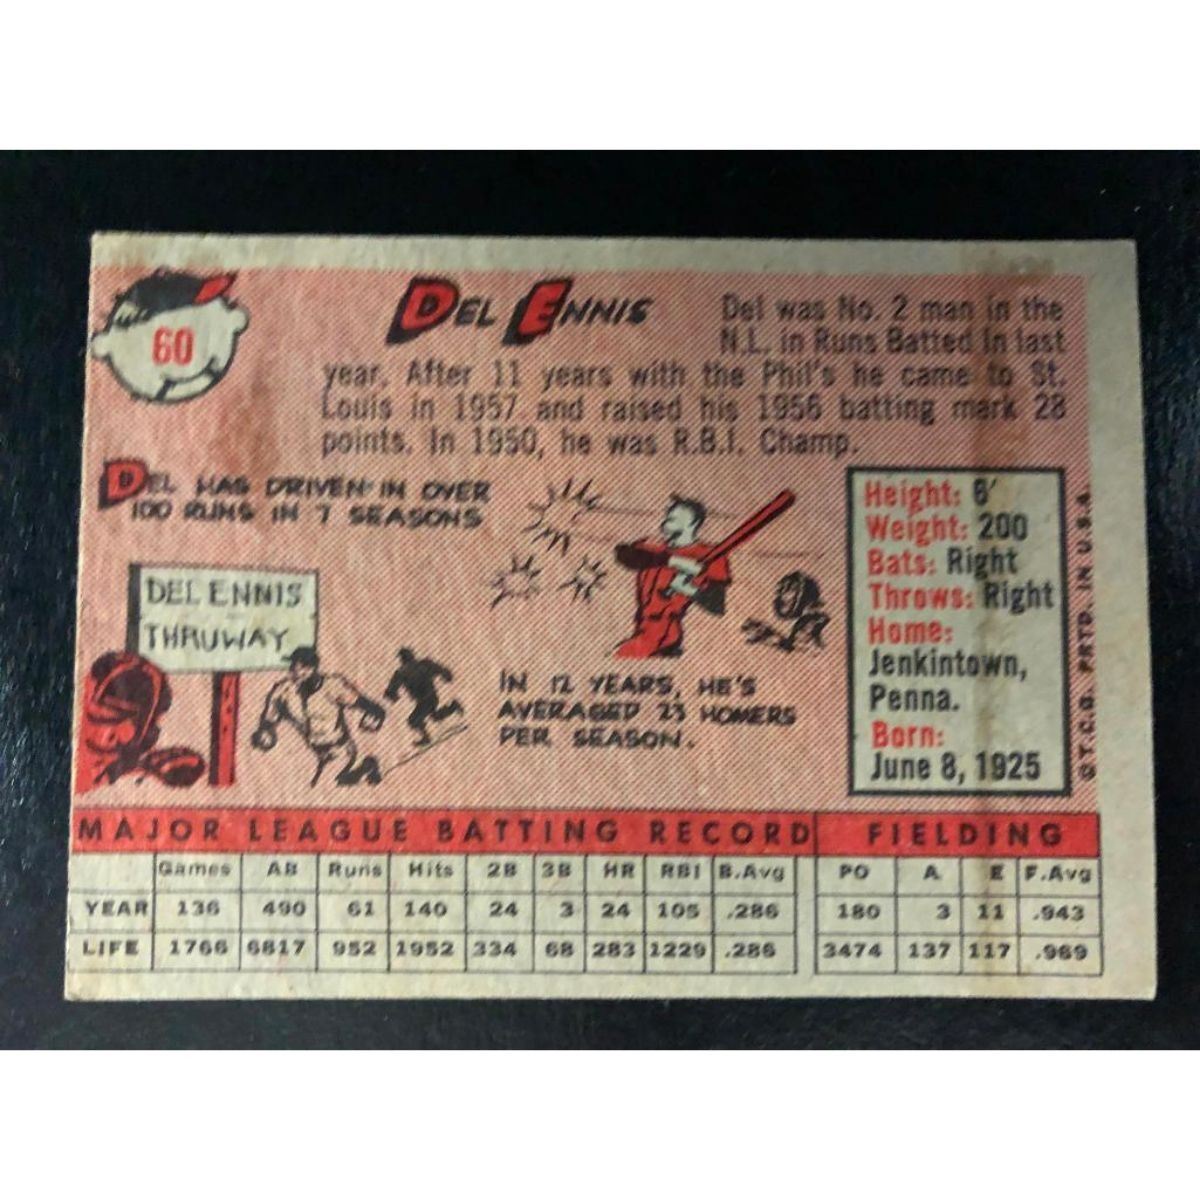 60
DEL ENNIS
Del was No. 2 man in the
N.L. in Runs Batted In last
year. After 11 years with the Phil's he came to St.
Louis in 1957 and raised his 1956 batting mark 28
points. In 1950, he was R.B.I. Champ.
DEL HAS DRIVEN IN OVER
100 RUNS IN 7 SEASONS
DEL ENNIS
THRUWAY
IN 12 YEARS, HE'S
AVERAGED 23 HOMERS
PER SEASON.
Height: 6'
Weight: 200
Bats: Right
Throws: Right
Home:
Jenkintown,
Penna.
Born:
June 8, 1925
©T.C.G. PRTD. IN U.S.A.
MAJOR LEAGUE BATTING RECORD FIELDING
Games AB Runs Hits 2B 3B HR RBI B.Avg PO A E F.Avg
YEAR 136 490 61 140 24 3 24 105 .286 180 3 11 .943
LIFE 1766 6817 952 1952 334 68 283 1229 .286 3474 137 117 .969